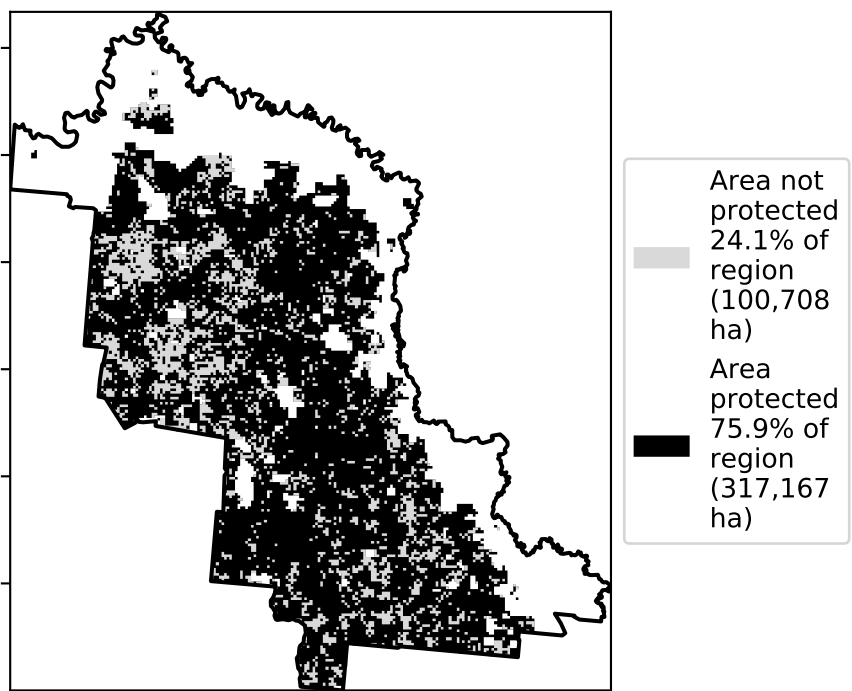 Area not
protected
24.1% of
region
(100,708
ha)
Area
protected
75.9% of
region
(317,167
ha)